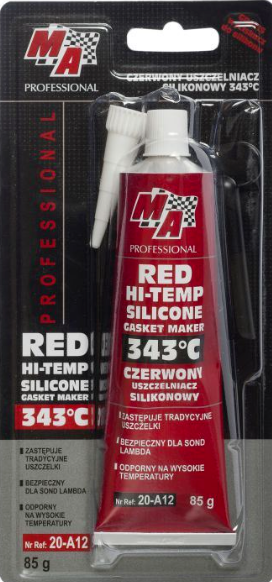 MA
PROFESSIONAL
CZERWONY USZCZELNIACZ
SILIKONOWY 343°C
PROFESSIONAL
RED
HI-TEMP
SILICONE
GASKET MAKER
343°C
ZASTĘPUJE
TRADYCYJNE
USZCZELKI
BEZPIECZNY
DLA SOND
LAMBDA
ODPORNY
NA WYSOKIE
TEMPERATURY
Nr Ref: 20-A12
85 g
MA
PROFESSIONAL
RED
HI-TEMP
SILICONE
GASKET MAKER
343°C
CZERWONY
USZCZELNIACZ
SILIKONOWY
ZASTĘPUJE
TRADYCYJNE
USZCZELKI
BEZPIECZNY DLA SOND
LAMBDA
ODPORNY NA WYSOKIE
TEMPERATURY
Nr Ref: 20-A12 85 g